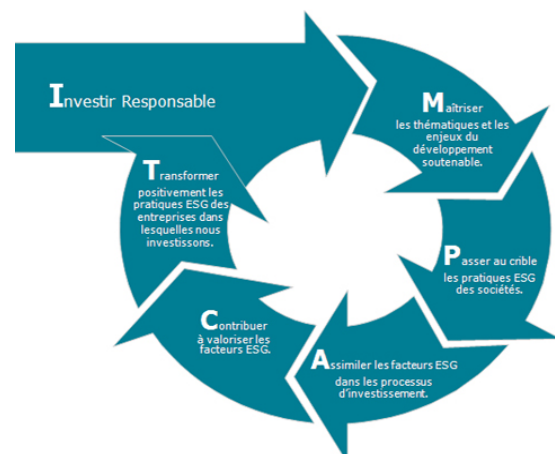 Investir Responsable
Maîtriser
les thématiques et les
enjeux du
développement
soutenable.
Passer au crible
les pratiques ESG
des sociétés.
Assimiler les facteurs ESG
dans les processus
d'investissement.
Contribuer
à valoriser les
facteurs ESG.
Transformer
positivement les
pratiques ESG des
entreprises dans
lesquelles nous
investissons.